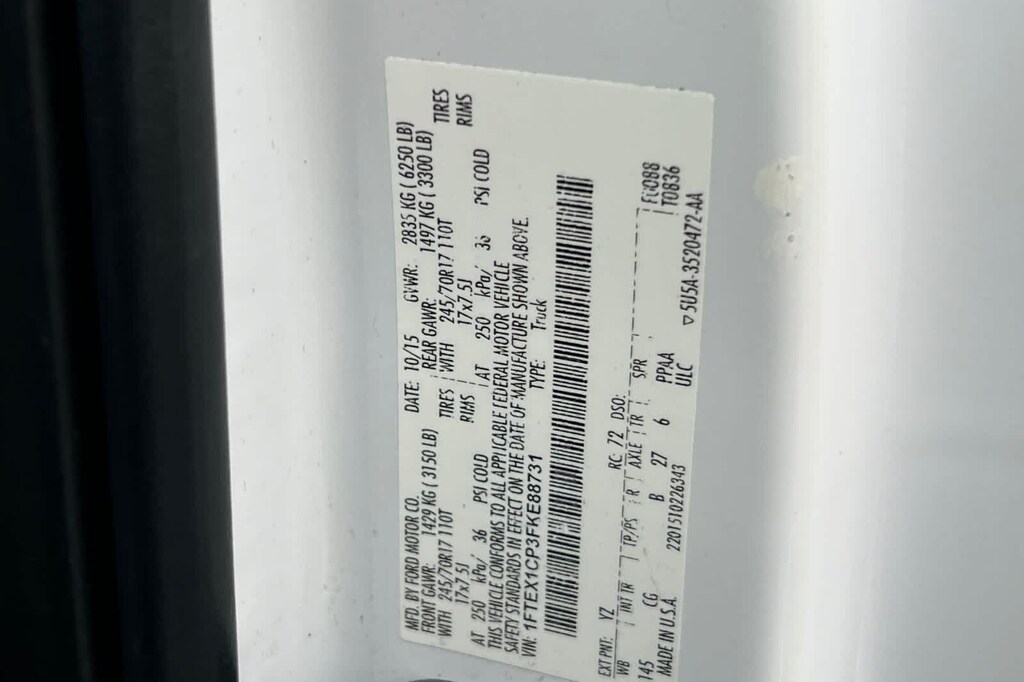 MFD. BY FORD MOTOR CO. DATE: 10/15 GVWR: 2835 KG ( 6250 LB)
FRONT GAWR: 1429 KG ( 3150 LB) REAR GAWR: 1497 KG ( 3300 LB)
WITH 245/70R17 110T TIRES WITH 245/70R17 110T TIRES
17x7.5J RIMS 17x7.5J RIMS
AT 250 kPa/ 36 PSI COLD AT 250 kPa/ 36 PSI COLD
THIS VEHICLE CONFORMS TO ALL APPLICABLE FEDERAL MOTOR VEHICLE
SAFETY STANDARDS IN EFFECT ON THE DATE OF MANUFACTURE SHOWN ABOVE.
VIN: 1FTEX1CP3FKE88731 TYPE: Truck
EXT PNT: YZ RC: 72 DSO: F0088
WB INT TR TP/PS R AXLE TR SPR T0836
145 CG B 27 6 PPAA
MADE IN U.S.A. 2201510226343 ULC
5U5A-3520472-AA